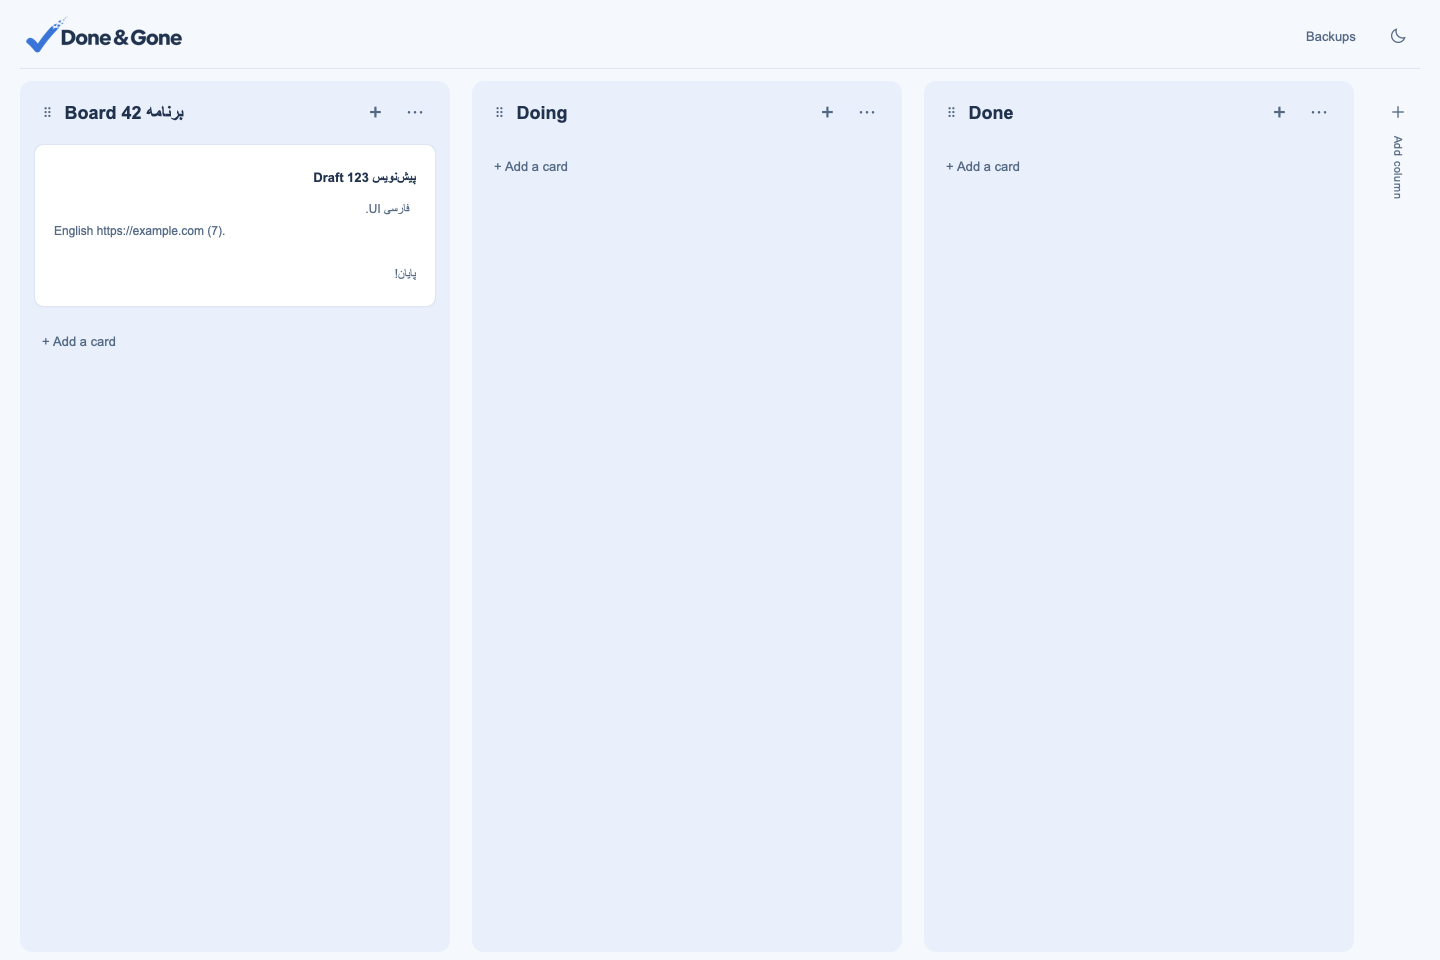 Done & Gone
Backups
Board 42 برنامه
پیش‌نویس Draft 123
فارسی UI.
English https://example.com (7).
پایان!
+ Add a card
Doing
+ Add a card
Done
+ Add a card
Add column